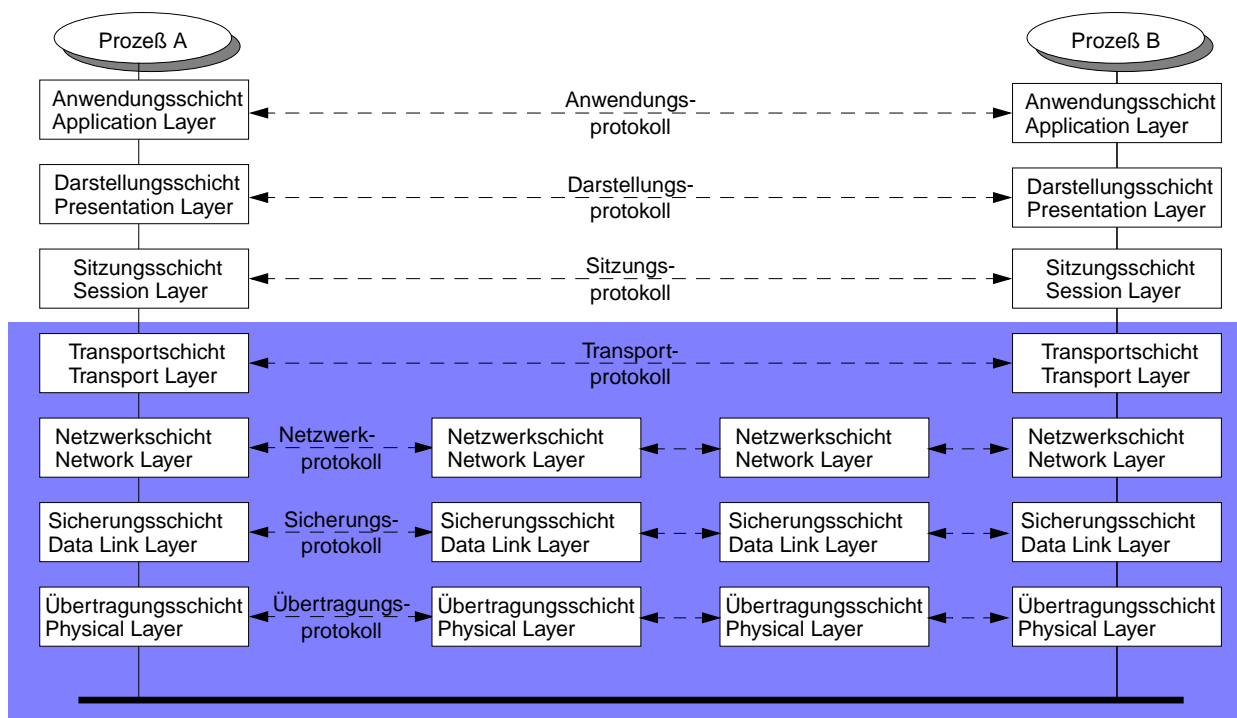 Prozeß A
Prozeß B
Anwendungsschicht
Application Layer
Anwendungs-
protokoll
Anwendungsschicht
Application Layer
Darstellungsschicht
Presentation Layer
Darstellungs-
protokoll
Darstellungsschicht
Presentation Layer
Sitzungsschicht
Session Layer
Sitzungs-
protokoll
Sitzungsschicht
Session Layer
Transportschicht
Transport Layer
Transport-
protokoll
Transportschicht
Transport Layer
Netzwerkschicht
Network Layer
Netzwerk-
protokoll
Netzwerkschicht
Network Layer
Netzwerkschicht
Network Layer
Netzwerkschicht
Network Layer
Sicherungsschicht
Data Link Layer
Sicherungs-
protokoll
Sicherungsschicht
Data Link Layer
Sicherungsschicht
Data Link Layer
Sicherungsschicht
Data Link Layer
Übertragungsschicht
Physical Layer
Übertragungs-
protokoll
Übertragungsschicht
Physical Layer
Übertragungsschicht
Physical Layer
Übertragungsschicht
Physical Layer